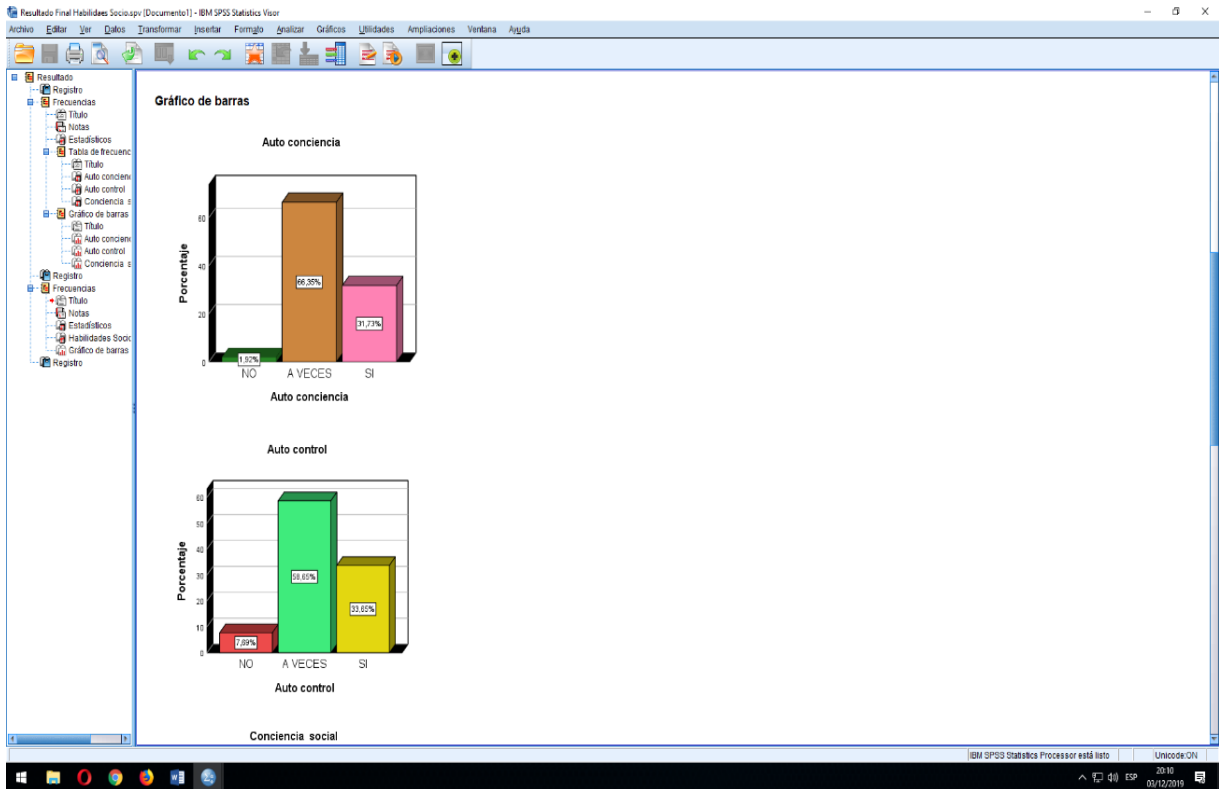 Resultado Final Habilidaes Socio.spv [Documento1] - IBM SPSS Statistics Visor
Archivo Editar Ver Datos Transformar Insertar Formato Analizar Gráficos Utilidades Ampliaciones Ventana Ayuda
Resultado
Registro
Frecuencias
Título
Notas
Estadísticos
Tabla de frecuenc
Título
Auto concien
Auto control
Conciencia s
Gráfico de barras
Título
Auto concien
Auto control
Conciencia s
Registro
Frecuencias
Título
Notas
Estadísticos
Habilidades Socio
Gráfico de barras
Registro
Gráfico de barras
Auto conciencia
Porcentaje
60
40
20
0
66,35%
31,73%
1,92%
NO A VECES SI
Auto conciencia
Auto control
Porcentaje
60
50
40
30
20
10
0
58,65%
33,65%
7,69%
NO A VECES SI
Auto control
Conciencia social
IBM SPSS Statistics Processor está listo Unicode:ON
ESP
20:10
03/12/2019